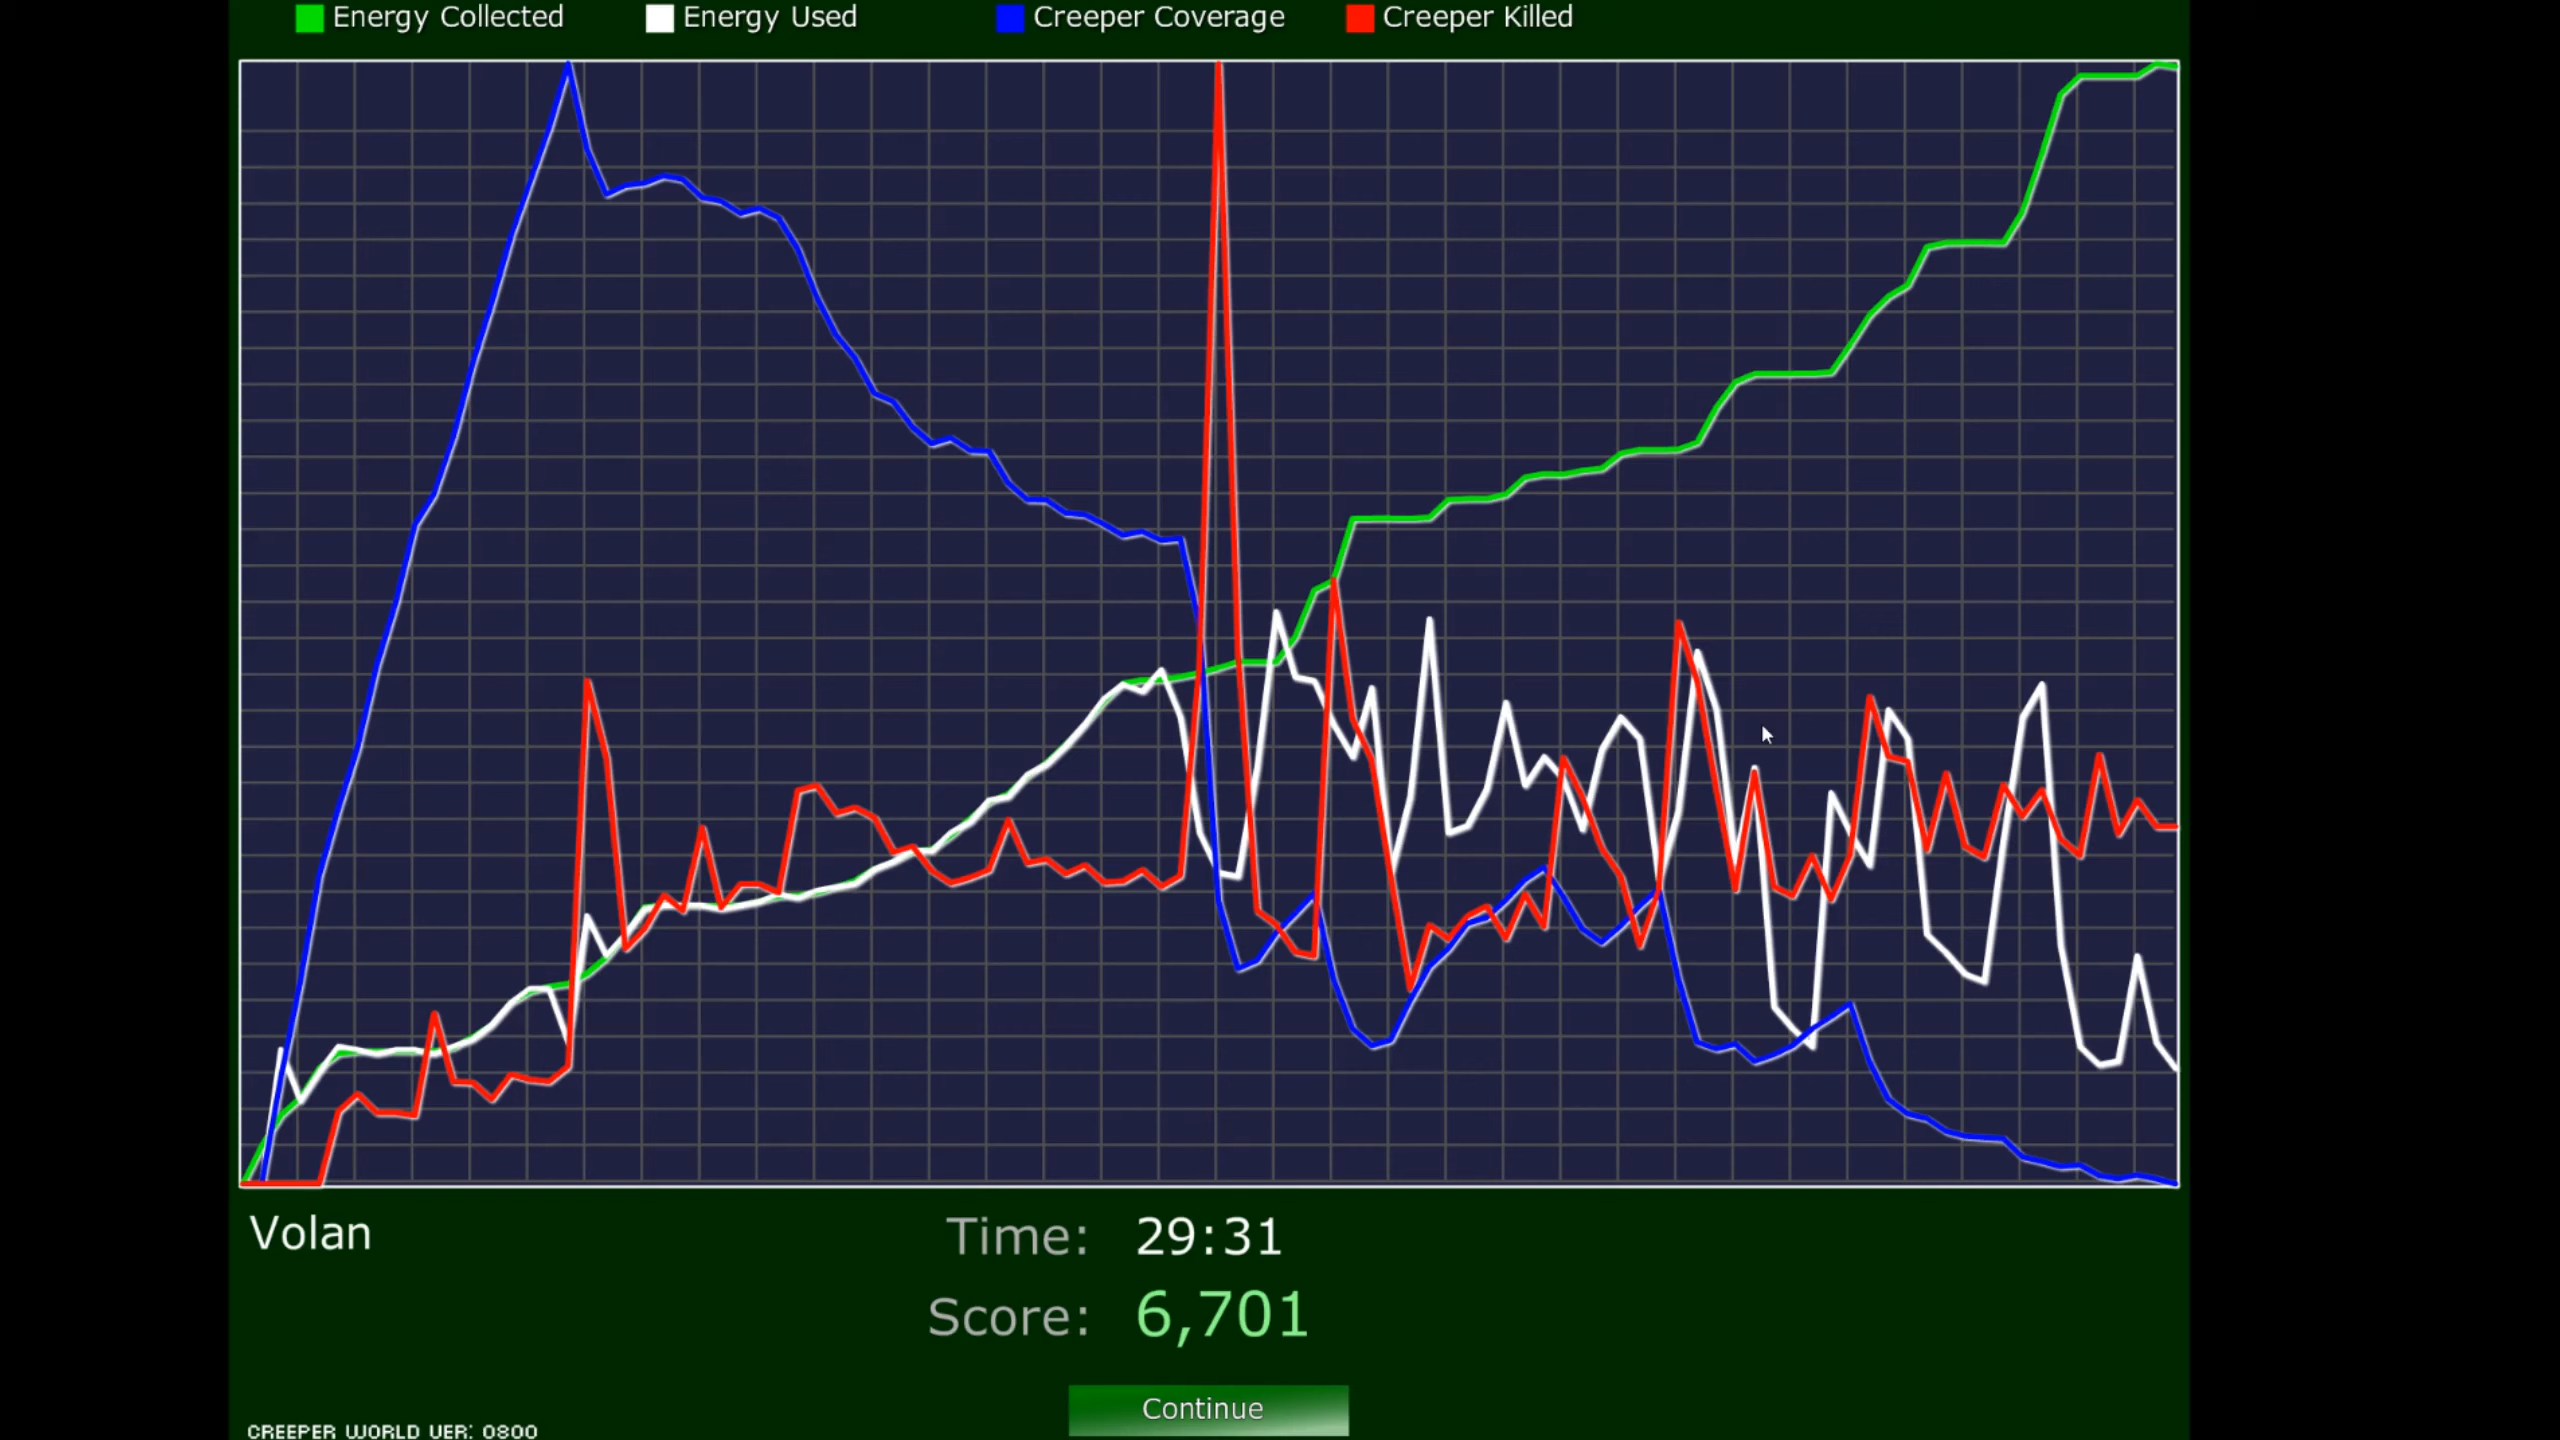 Energy Collected Energy Used Creeper Coverage Creeper Killed
Volan
Time: 29:31
Score: 6,701
Continue
CREEPER WORLD VER: 0800